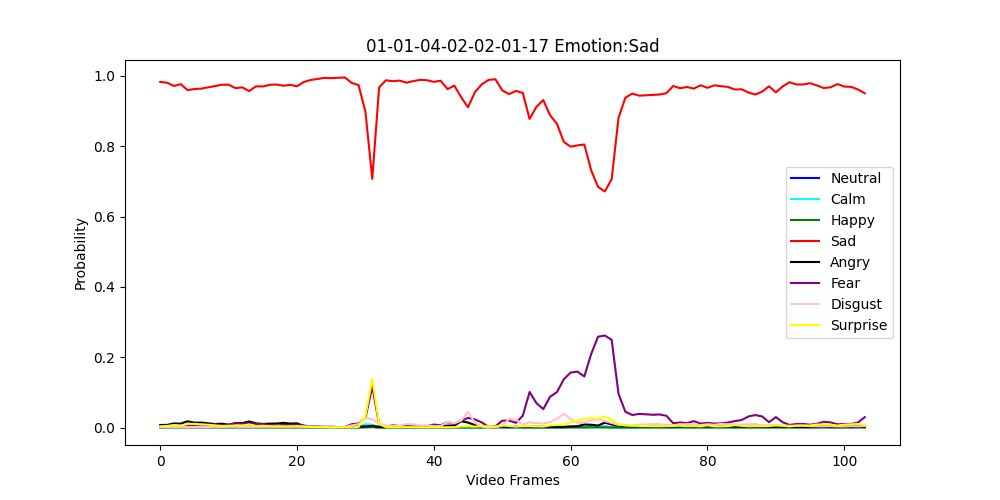 01-01-04-02-02-01-17 Emotion:Sad
1.0
0.8
0.6
0.4
0.2
0.0
Probability
0 20 40 60 80 100
Video Frames
Neutral
Calm
Happy
Sad
Angry
Fear
Disgust
Surprise